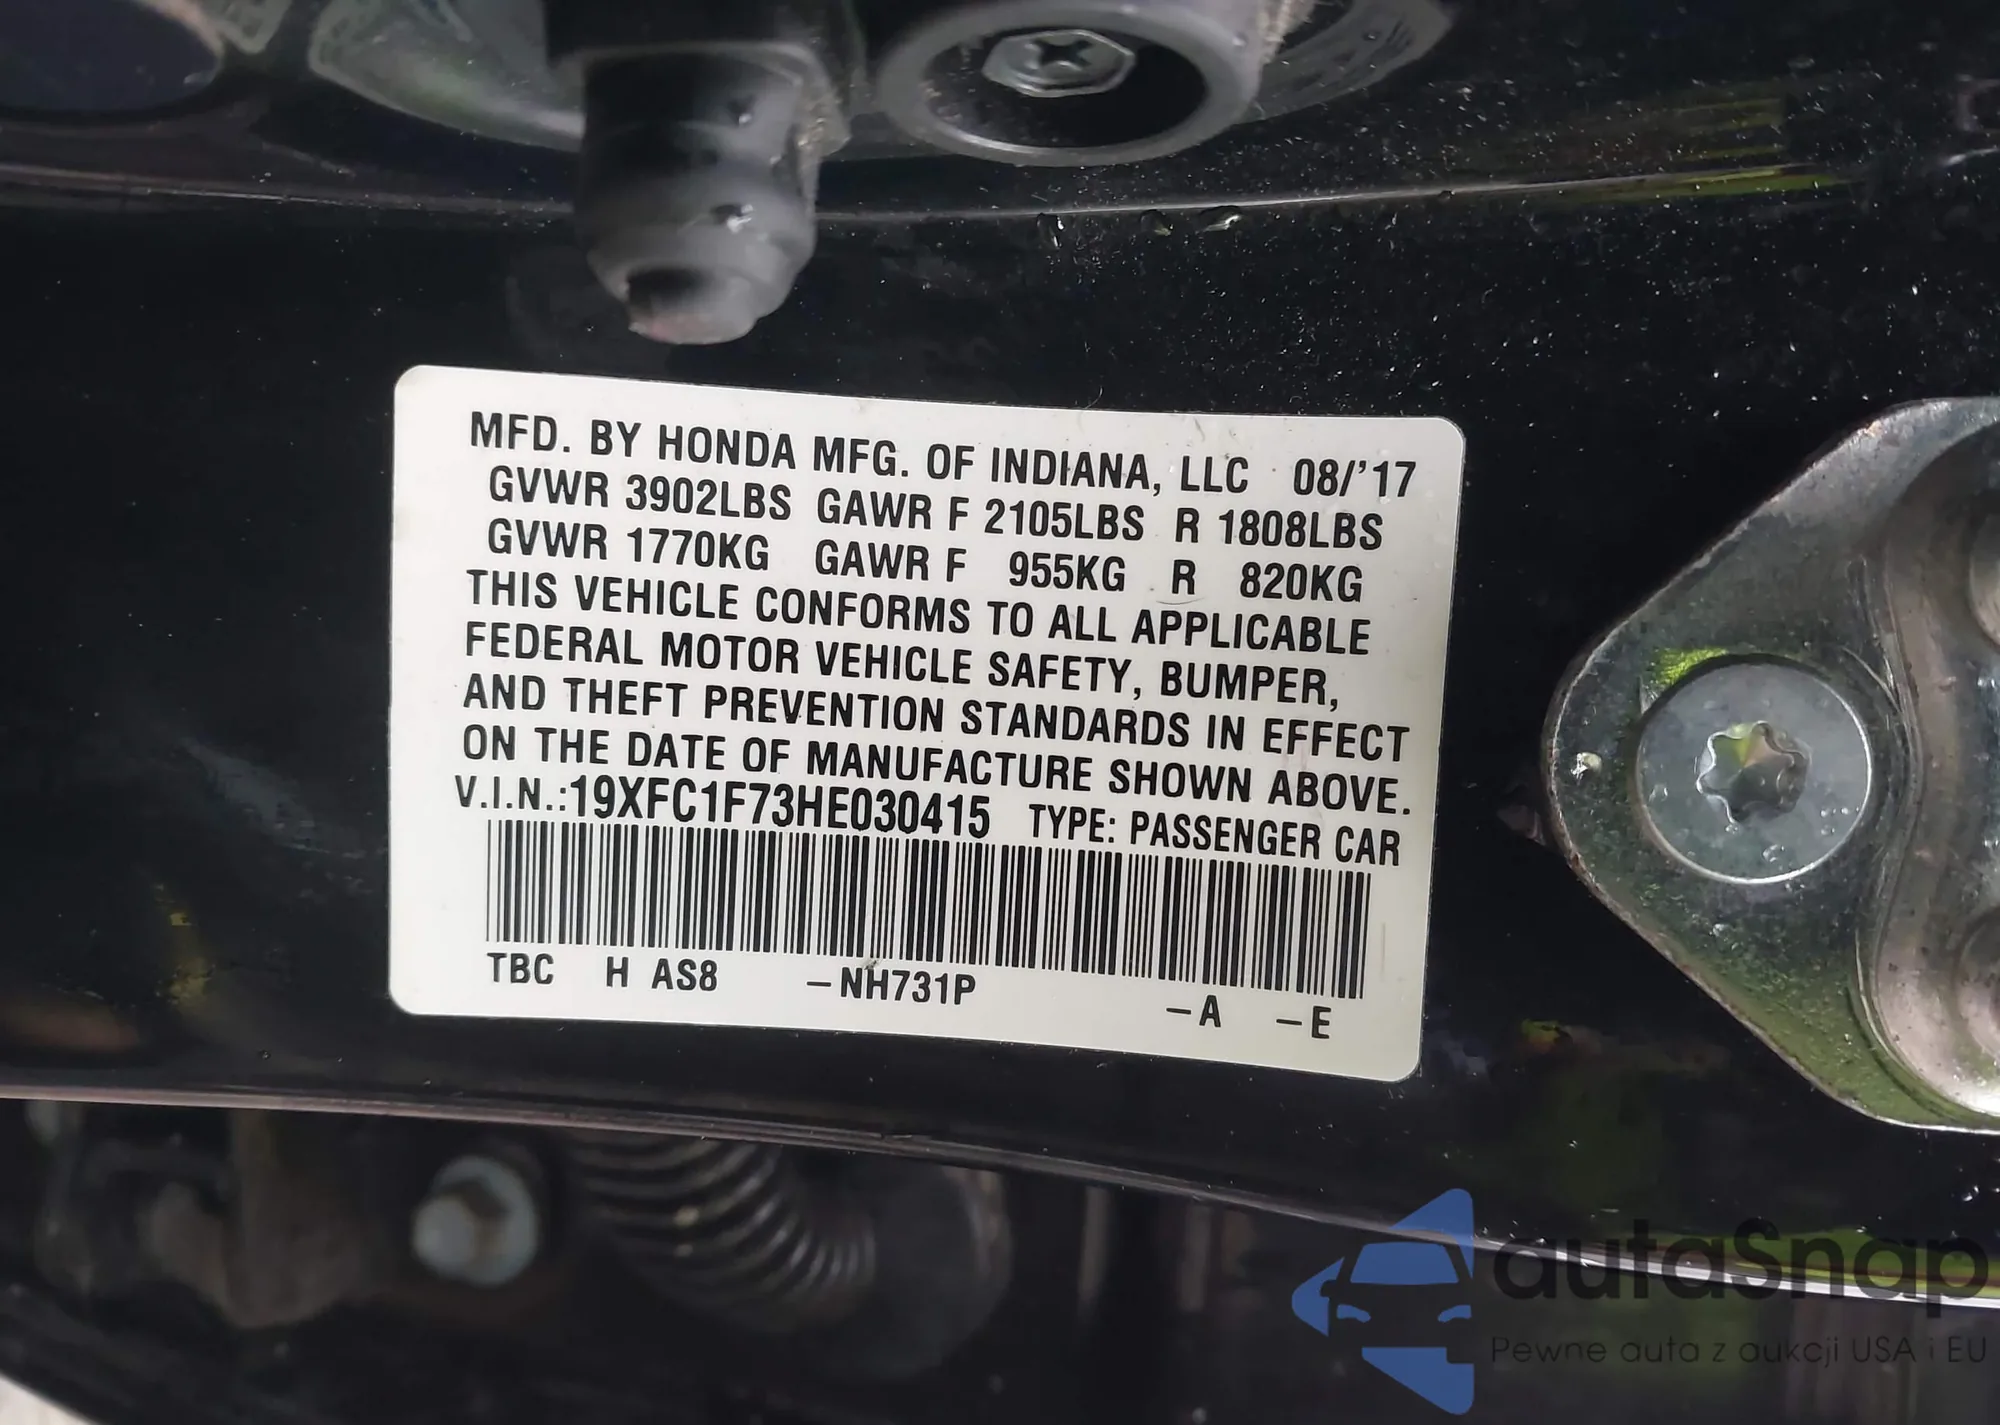 MFD. BY HONDA MFG. OF INDIANA, LLC 08/'17
GVWR 3902LBS GAWR F 2105LBS R 1808LBS
GVWR 1770KG GAWR F 955KG R 820KG
THIS VEHICLE CONFORMS TO ALL APPLICABLE
FEDERAL MOTOR VEHICLE SAFETY, BUMPER,
AND THEFT PREVENTION STANDARDS IN EFFECT
ON THE DATE OF MANUFACTURE SHOWN ABOVE.
V.I.N.:19XFC1F73HE030415 TYPE: PASSENGER CAR
TBC H AS8 –NH731P –A –E
autaSnap
Pewne auta z aukcji USA i EU